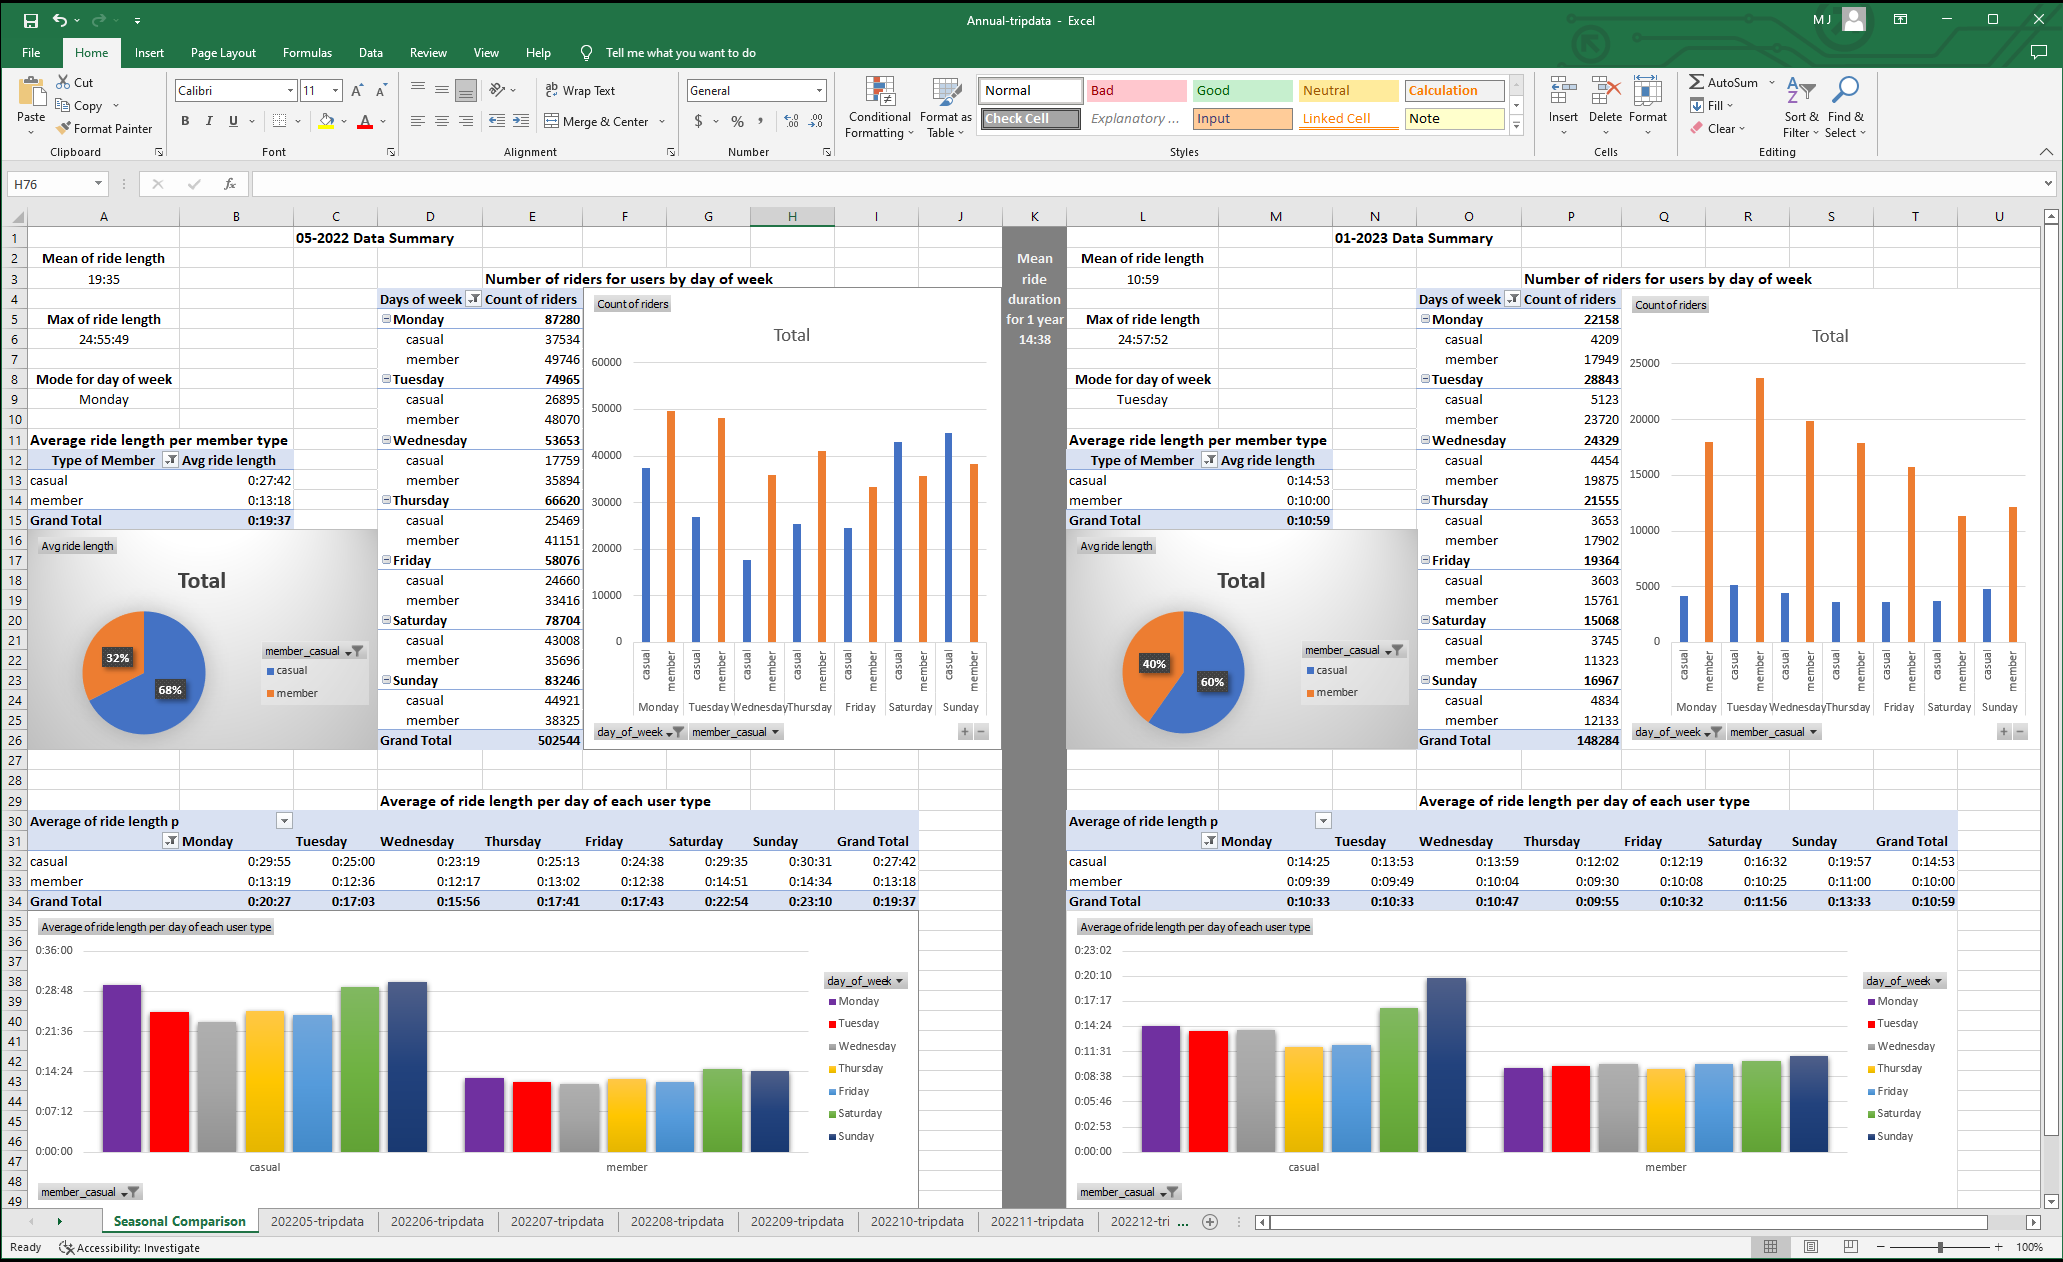 Annual-tripdata - Excel
MJ
File Home Insert Page Layout Formulas Data Review View Help Tell me what you want to do
Paste
Cut
Copy
Format Painter
Clipboard
Calibri 11
B I U
Font
Wrap Text
Merge & Center
Alignment
General
$ % ,
Number
Conditional Formatting
Format as Table
Normal Bad Good Neutral Calculation
Check Cell Explanatory ... Input Linked Cell Note
Styles
Insert Delete Format
Cells
AutoSum
Fill
Clear
Sort & Filter
Find & Select
Editing
H76
fx
A B C D E F G H I J K L M N O P Q R S T U
1 2 3 4 5 6 7 8 9 10 11 12 13 14 15 16 17 18 19 20 21 22 23 24 25 26 27 28 29 30 31 32 33 34 35 36 37 38 39 40 41 42 43 44 45 46 47 48 49
05-2022 Data Summary
Mean of ride length
19:35
Max of ride length
24:55:49
Mode for day of week
Monday
Average ride length per member type
Type of Member Avg ride length
casual 0:27:42
member 0:13:18
Grand Total 0:19:37
Avg ride length
Total
32%
68%
member_casual
casual
member
Number of riders for users by day of week
Days of week Count of riders
Monday 87280
casual 37534
member 49746
Tuesday 74965
casual 26895
member 48070
Wednesday 53653
casual 17759
member 35894
Thursday 66620
casual 25469
member 41151
Friday 58076
casual 24660
member 33416
Saturday 78704
casual 43008
member 35696
Sunday 83246
casual 44921
member 38325
Grand Total 502544
Count of riders
Total
60000
50000
40000
30000
20000
10000
0
casual member casual member casual member casual member casual member casual member casual member
Monday Tuesday Wednesday Thursday Friday Saturday Sunday
day_of_week member_casual
Average of ride length per day of each user type
Average of ride length p
Monday Tuesday Wednesday Thursday Friday Saturday Sunday Grand Total
casual 0:29:55 0:25:00 0:23:19 0:25:13 0:24:38 0:29:35 0:30:31 0:27:42
member 0:13:19 0:12:36 0:12:17 0:13:02 0:12:38 0:14:51 0:14:34 0:13:18
Grand Total 0:20:27 0:17:03 0:15:56 0:17:41 0:17:43 0:22:54 0:23:10 0:19:37
Average of ride length per day of each user type
0:36:00
0:28:48
0:21:36
0:14:24
0:07:12
0:00:00
casual member
day_of_week
Monday
Tuesday
Wednesday
Thursday
Friday
Saturday
Sunday
member_casual
Mean
ride
duration
for 1 year
14:38
01-2023 Data Summary
Mean of ride length
10:59
Max of ride length
24:57:52
Mode for day of week
Tuesday
Average ride length per member type
Type of Member Avg ride length
casual 0:14:53
member 0:10:00
Grand Total 0:10:59
Avg ride length
Total
40%
60%
member_casual
casual
member
Number of riders for users by day of week
Days of week Count of riders
Monday 22158
casual 4209
member 17949
Tuesday 28843
casual 5123
member 23720
Wednesday 24329
casual 4454
member 19875
Thursday 21555
casual 3653
member 17902
Friday 19364
casual 3603
member 15761
Saturday 15068
casual 3745
member 11323
Sunday 16967
casual 4834
member 12133
Grand Total 148284
Count of riders
Total
25000
20000
15000
10000
5000
0
casual member casual member casual member casual member casual member casual member casual member
Monday Tuesday Wednesday Thursday Friday Saturday Sunday
day_of_week member_casual
Average of ride length per day of each user type
Average of ride length p
Monday Tuesday Wednesday Thursday Friday Saturday Sunday Grand Total
casual 0:14:25 0:13:53 0:13:59 0:12:02 0:12:19 0:16:32 0:19:57 0:14:53
member 0:09:39 0:09:49 0:10:04 0:09:30 0:10:08 0:10:25 0:11:00 0:10:00
Grand Total 0:10:33 0:10:33 0:10:47 0:09:55 0:10:32 0:11:56 0:13:33 0:10:59
Average of ride length per day of each user type
0:23:02
0:20:10
0:17:17
0:14:24
0:11:31
0:08:38
0:05:46
0:02:53
0:00:00
casual member
day_of_week
Monday
Tuesday
Wednesday
Thursday
Friday
Saturday
Sunday
member_casual
Seasonal Comparison 202205-tripdata 202206-tripdata 202207-tripdata 202208-tripdata 202209-tripdata 202210-tripdata 202211-tripdata 202212-tri ...
Ready Accessibility: Investigate 100%